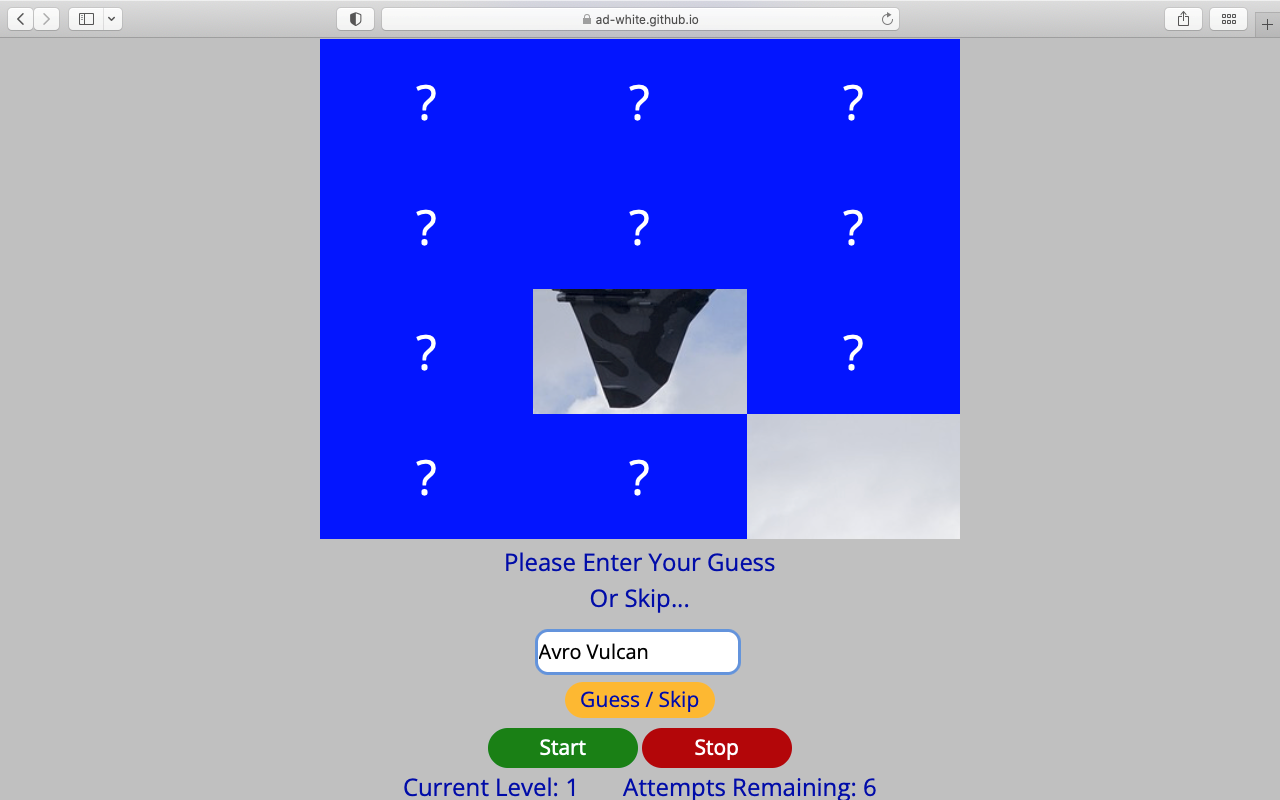 ad-white.github.io
? ? ?
? ? ?
? ?
? ?
Please Enter Your Guess
Or Skip...
Avro Vulcan
Guess / Skip
Start Stop
Current Level: 1 Attempts Remaining: 6